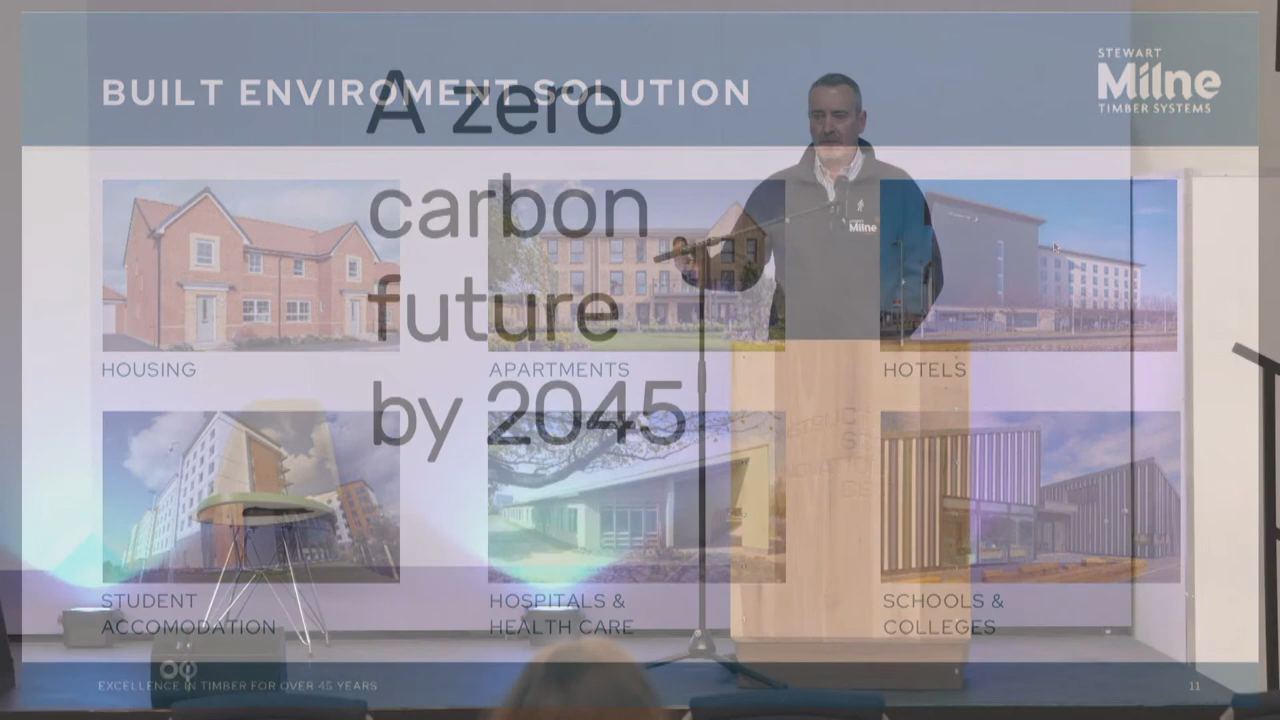 BUILT ENVIROMENT SOLUTION
STEWART
Milne
TIMBER SYSTEMS
A zero
carbon
future
by 2045
Milne
HOUSING
APARTMENTS
HOTELS
STUDENT
ACCOMODATION
HOSPITALS &
HEALTH CARE
SCHOOLS &
COLLEGES
EXCELLENCE IN TIMBER FOR OVER 45 YEARS
11